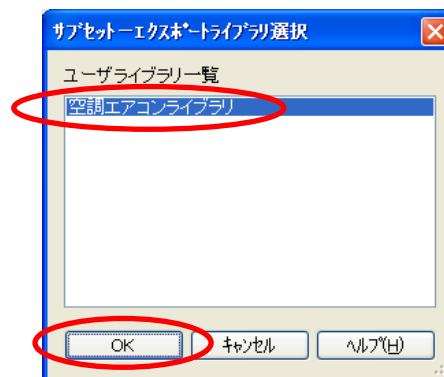 ｻﾌﾞｾｯﾄーｴｸｽﾎﾟｰﾄﾗｲﾌﾞﾗﾘ選択
ユーザライブラリ一覧
空調エアコンライブラリ
OK ｷｬﾝｾﾙ ﾍﾙﾌﾟ(H)